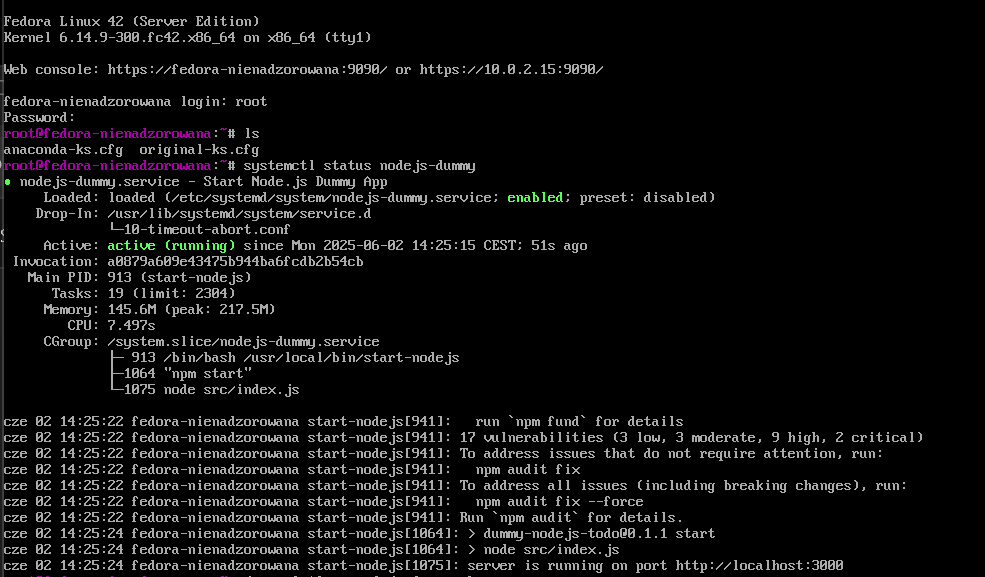 Fedora Linux 42 (Server Edition)
Kernel 6.14.9-300.fc42.x86_64 on x86_64 (tty1)
Web console: https://fedora-nienadzorowana:9090/ or https://10.0.2.15:9090/
fedora-nienadzorowana login: root
Password:
root@fedora-nienadzorowana:~# ls
anaconda-ks.cfg  original-ks.cfg
root@fedora-nienadzorowana:~# systemctl status nodejs-dummy
● nodejs-dummy.service - Start Node.js Dummy App
     Loaded: loaded (/etc/systemd/system/nodejs-dummy.service; enabled; preset: disabled)
    Drop-In: /usr/lib/systemd/system/service.d
             └─10-timeout-abort.conf
     Active: active (running) since Mon 2025-06-02 14:25:15 CEST; 51s ago
 Invocation: a0879a609e43475b944ba6fcdb2b54cb
   Main PID: 913 (start-nodejs)
      Tasks: 19 (limit: 2304)
     Memory: 145.6M (peak: 217.5M)
        CPU: 7.497s
     CGroup: /system.slice/nodejs-dummy.service
             ├─ 913 /bin/bash /usr/local/bin/start-nodejs
             ├─1064 "npm start"
             └─1075 node src/index.js
cze 02 14:25:22 fedora-nienadzorowana start-nodejs[941]:   run `npm fund` for details
cze 02 14:25:22 fedora-nienadzorowana start-nodejs[941]: 17 vulnerabilities (3 low, 3 moderate, 9 high, 2 critical)
cze 02 14:25:22 fedora-nienadzorowana start-nodejs[941]: To address issues that do not require attention, run:
cze 02 14:25:22 fedora-nienadzorowana start-nodejs[941]:   npm audit fix
cze 02 14:25:22 fedora-nienadzorowana start-nodejs[941]: To address all issues (including breaking changes), run:
cze 02 14:25:22 fedora-nienadzorowana start-nodejs[941]:   npm audit fix --force
cze 02 14:25:22 fedora-nienadzorowana start-nodejs[941]: Run `npm audit` for details.
cze 02 14:25:24 fedora-nienadzorowana start-nodejs[1064]: > dummy-nodejs-todo@0.1.1 start
cze 02 14:25:24 fedora-nienadzorowana start-nodejs[1064]: > node src/index.js
cze 02 14:25:24 fedora-nienadzorowana start-nodejs[1075]: server is running on port http://localhost:3000